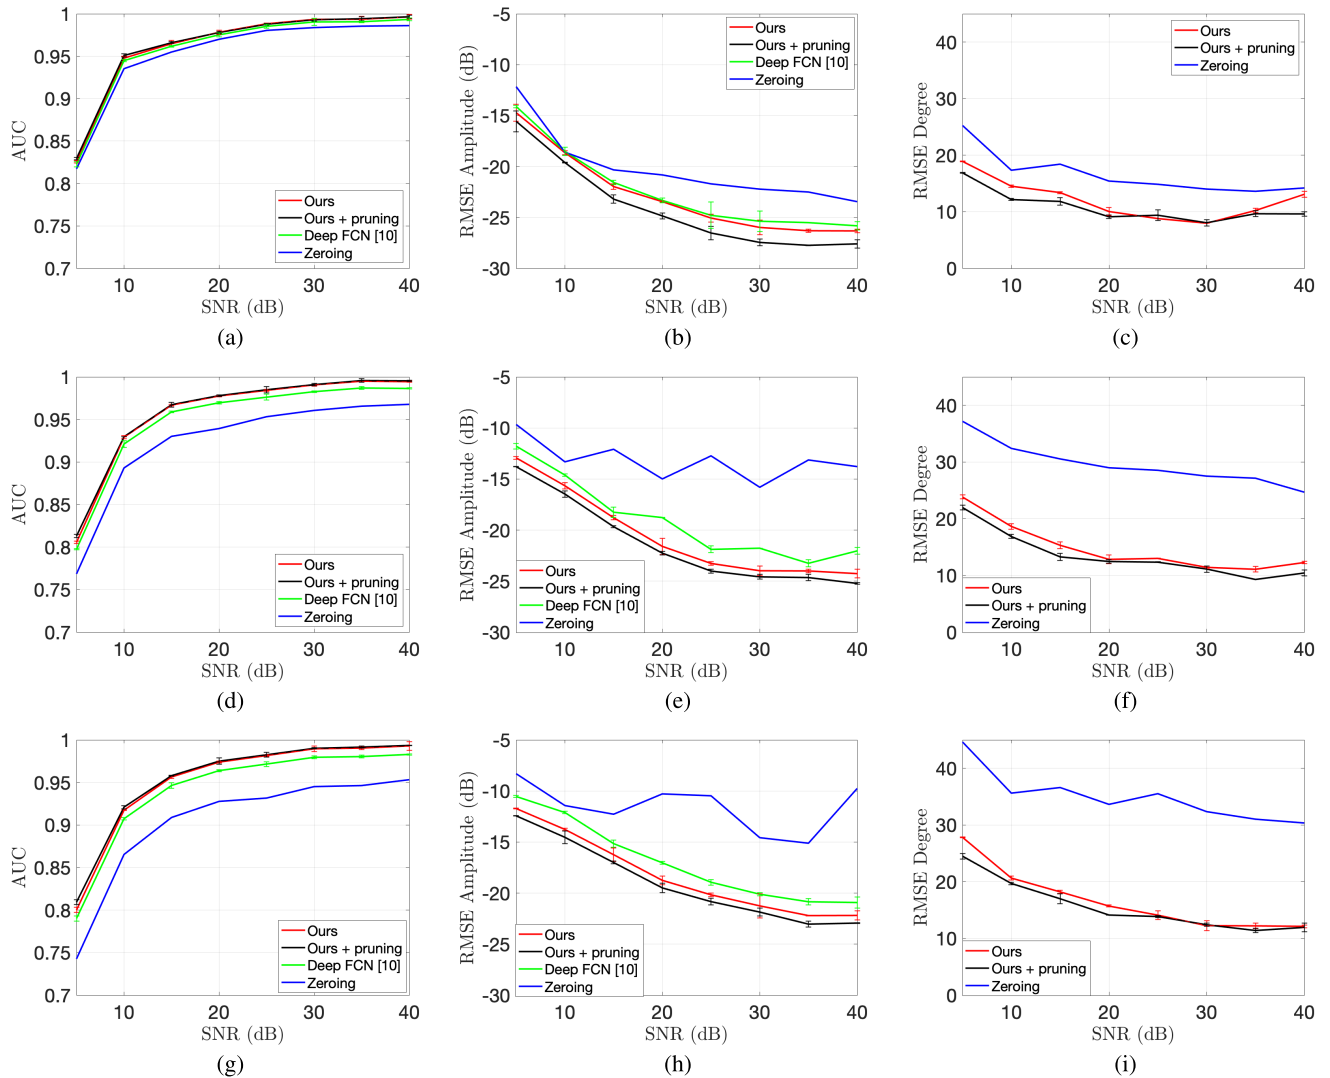 1
0.95
0.9
0.85
0.8
0.75
0.7
AUC
10
20
30
40
SNR (dB)
Ours
Ours + pruning
Deep FCN [10]
Zeroing
(a)
-5
-10
-15
-20
-25
-30
RMSE Amplitude (dB)
10
20
30
40
SNR (dB)
Ours
Ours + pruning
Deep FCN [10]
Zeroing
(b)
40
30
20
10
0
RMSE Degree
10
20
30
40
SNR (dB)
Ours
Ours + pruning
Zeroing
(c)
1
0.95
0.9
0.85
0.8
0.75
0.7
AUC
10
20
30
40
SNR (dB)
Ours
Ours + pruning
Deep FCN [10]
Zeroing
(d)
-5
-10
-15
-20
-25
-30
RMSE Amplitude (dB)
10
20
30
40
SNR (dB)
Ours
Ours + pruning
Deep FCN [10]
Zeroing
(e)
40
30
20
10
0
RMSE Degree
10
20
30
40
SNR (dB)
Ours
Ours + pruning
Zeroing
(f)
1
0.95
0.9
0.85
0.8
0.75
0.7
AUC
10
20
30
40
SNR (dB)
Ours
Ours + pruning
Deep FCN [10]
Zeroing
(g)
-5
-10
-15
-20
-25
-30
RMSE Amplitude (dB)
10
20
30
40
SNR (dB)
Ours
Ours + pruning
Deep FCN [10]
Zeroing
(h)
40
30
20
10
0
RMSE Degree
10
20
30
40
SNR (dB)
Ours
Ours + pruning
Zeroing
(i)